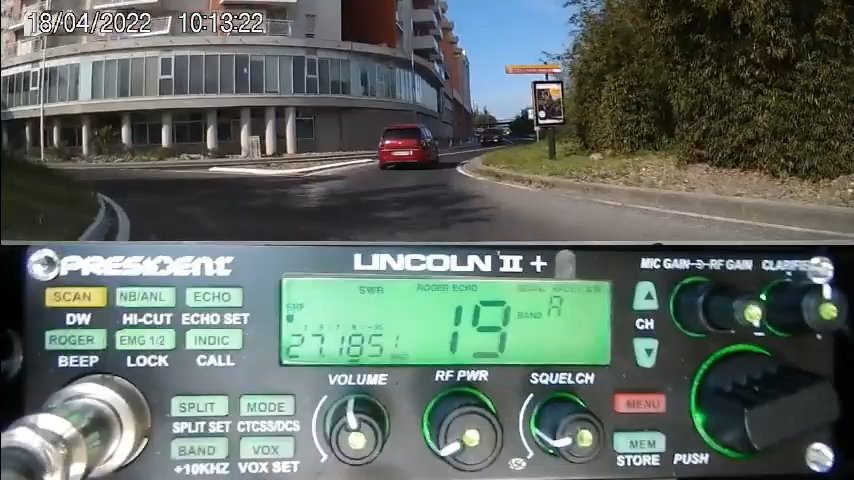 18/04/2022 10:13:22
PRESIDENT LINCOLN II + MIC GAIN RF GAIN CLARIFIER
SCAN NB/ANL ECHO
DW HI-CUT ECHO SET
ROGER EMG 1/2 INDIC
BEEP LOCK CALL
SWR ROGER ECHO
SRF
19 BAND A
27.1851
CH
VOLUME RF PWR SQUELCH
SPLIT MODE MENU
SPLIT SET CTCSS/DCS
BAND VOX MEM
+10KHZ VOX SET STORE PUSH